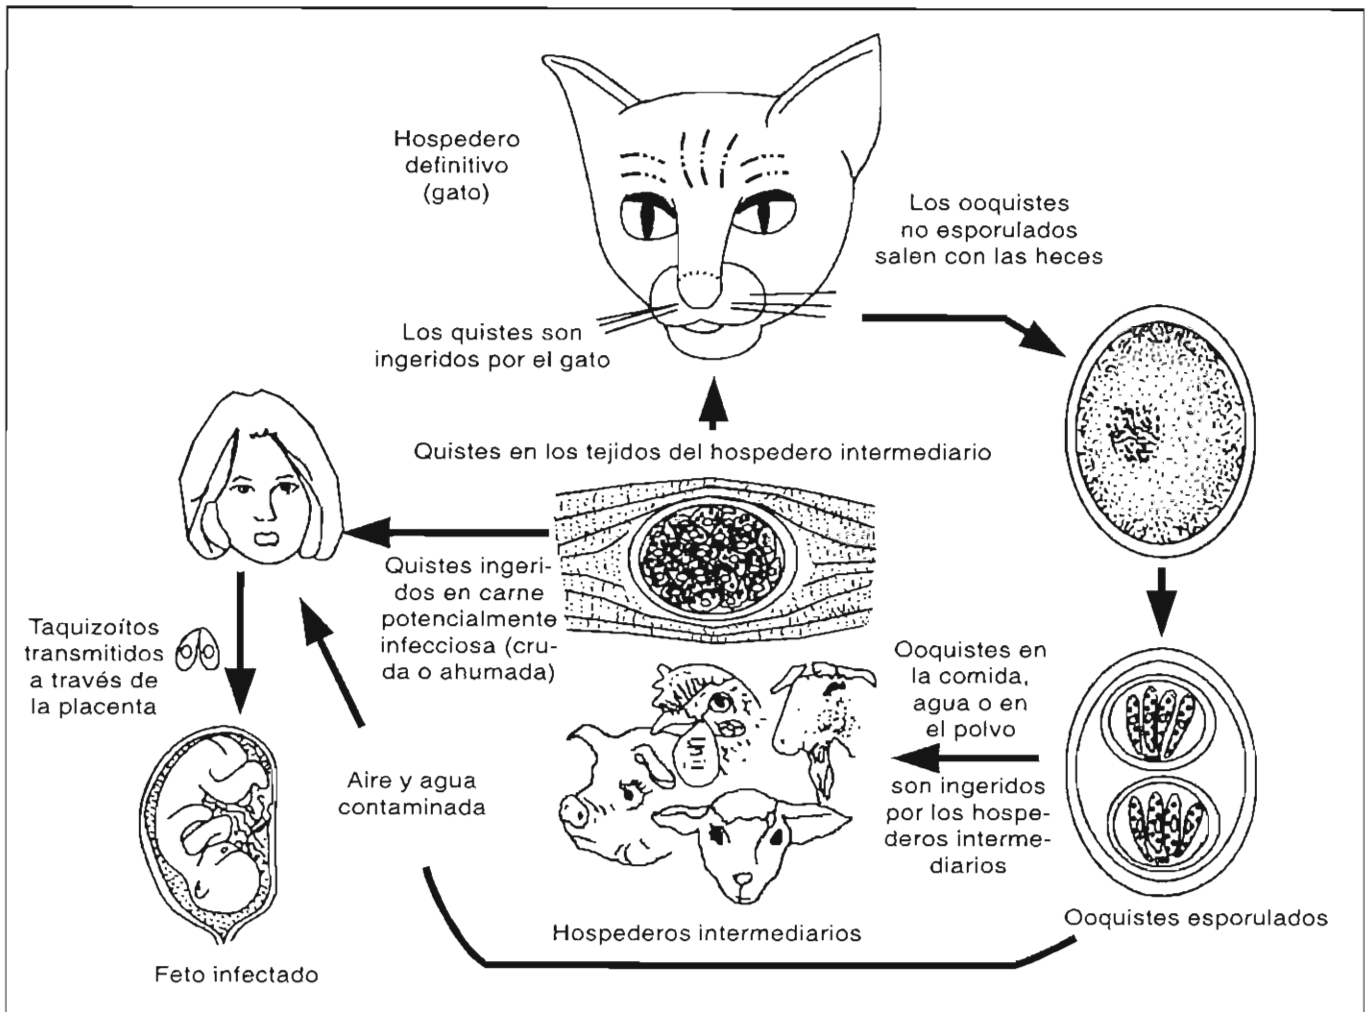 Hospedero
definitivo
(gato)
Los ooquistes
no esporulados
salen con las heces
Los quistes son
ingeridos por el gato
Quistes en los tejidos del hospedero intermediario
Quistes ingeri-
dos en carne
potencialmente
infecciosa (cru-
da o ahumada)
Taquizoítos
transmitidos
a través de
la placenta
Ooquistes en
la comida,
agua o en
el polvo
son ingeridos
por los hospe-
deros interme-
diarios
Aire y agua
contaminada
Ooquistes esporulados
Hospederos intermediarios
Feto infectado